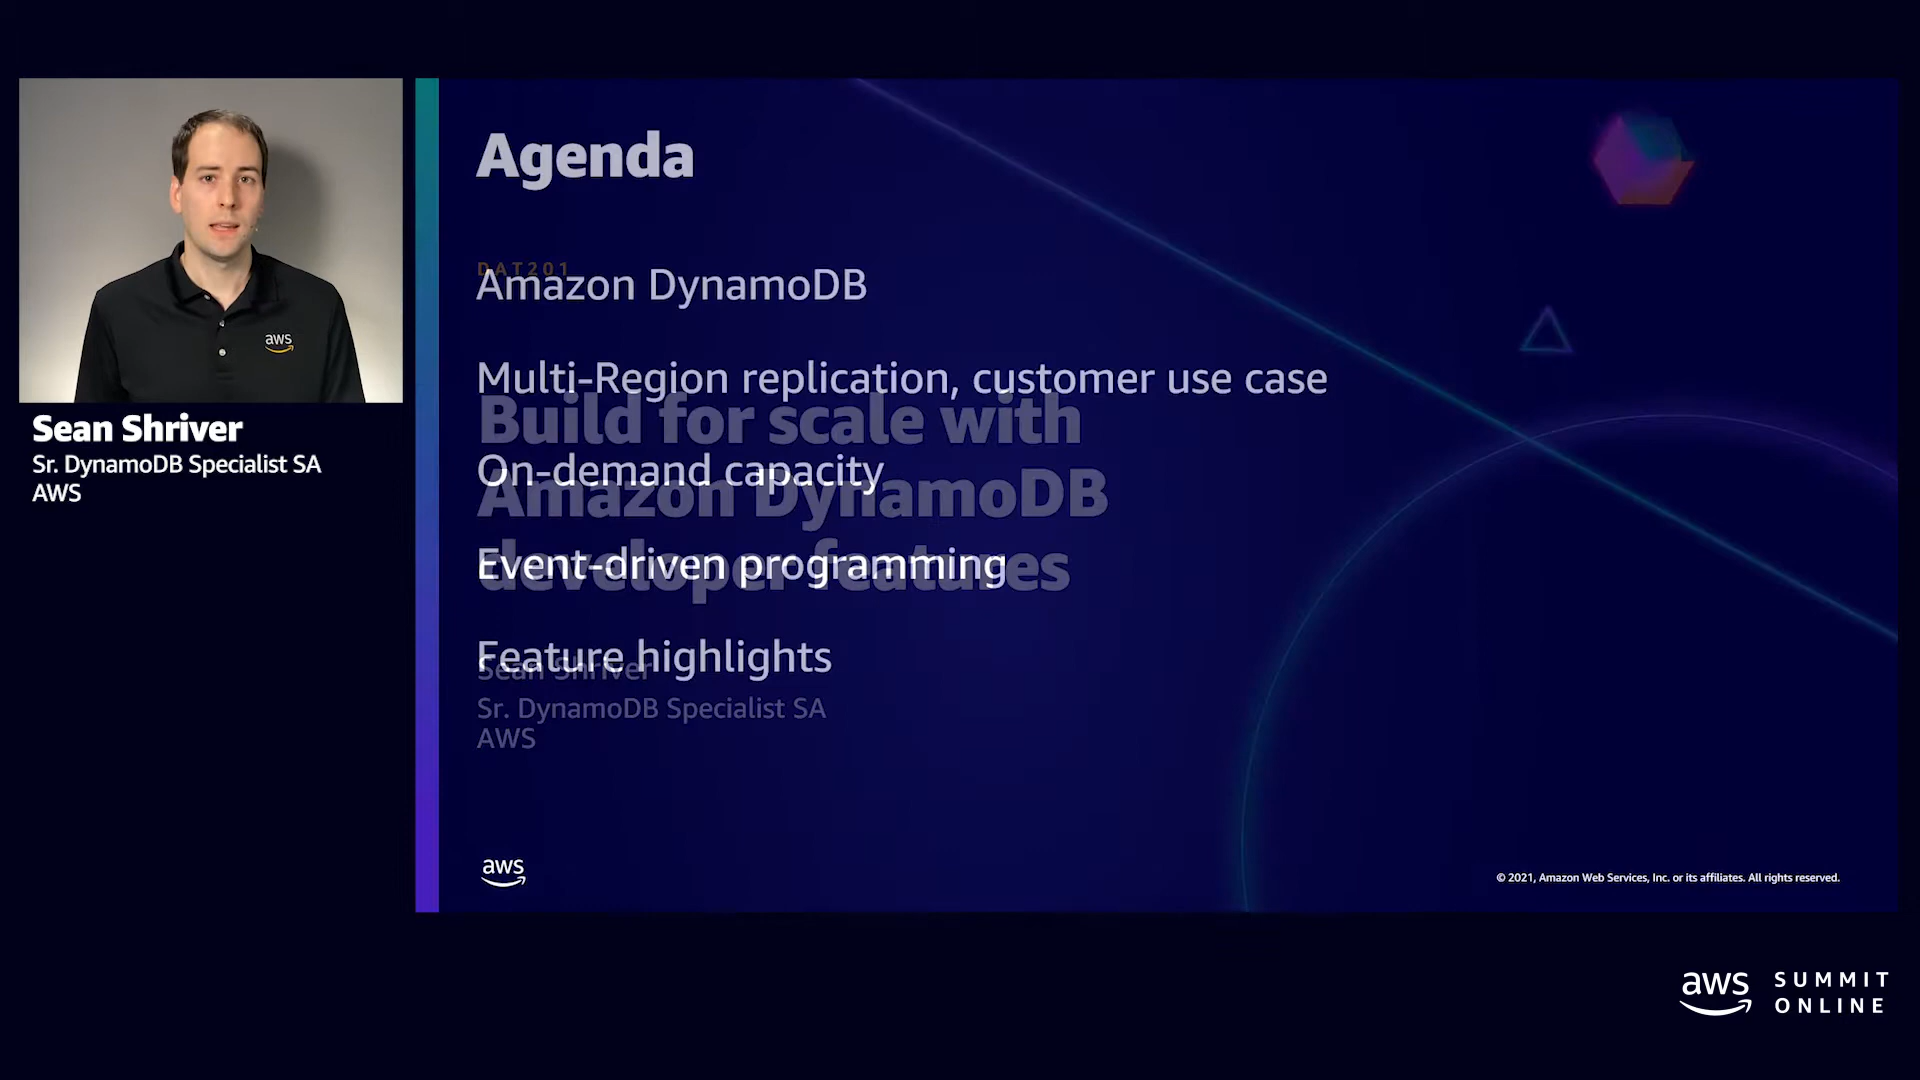 aws
Sean Shriver
Sr. DynamoDB Specialist SA
AWS
Agenda
DAT201
Amazon DynamoDB
Multi-Region replication, customer use case
Build for scale with
On-demand capacity
Amazon DynamoDB
Event-driven programming
developer features
Feature highlights
Sean Shriver
Sr. DynamoDB Specialist SA
AWS
aws
© 2021, Amazon Web Services, Inc. or its affiliates. All rights reserved.
aws SUMMIT
ONLINE